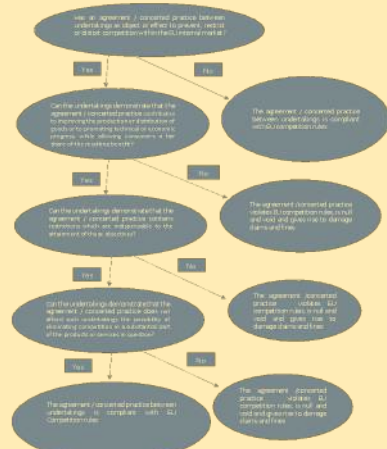 Has an agreement / concerted practice between
undertakings as object or effect to prevent, restrict
or distort competition within the EU internal market?
Yes
No
Can the undertakings demonstrate that the
agreement / concerted practice contributes
to improving the production or distribution of
goods or to promoting technical or economic
progress while allowing consumers a fair
share of the resulting benefit?
The agreement / concerted practice
between undertakings is compliant
with EU competition rules
Yes
No
Can the undertakings demonstrate that the
agreement / concerted practice contains
restrictions which are indispensable to the
attainment of these objectives?
The agreement /concerted practice
violates EU competition rules, is null
and void and gives rise to damage
claims and fines
Yes
No
Can the undertakings demonstrate that the
agreement / concerted practice does not
afford such undertakings the possibility of
eliminating competition in a substantial part
of the products or services in question?
The agreement /concerted
practice violates EU
competition rules, is null and
void and gives rise to
damage claims and fines
Yes
No
The agreement / concerted practice between
undertakings is compliant with EU
Competition rules
The agreement /concerted
practice violates EU
competition rules, is null
and void and gives rise to damage
claims and fines